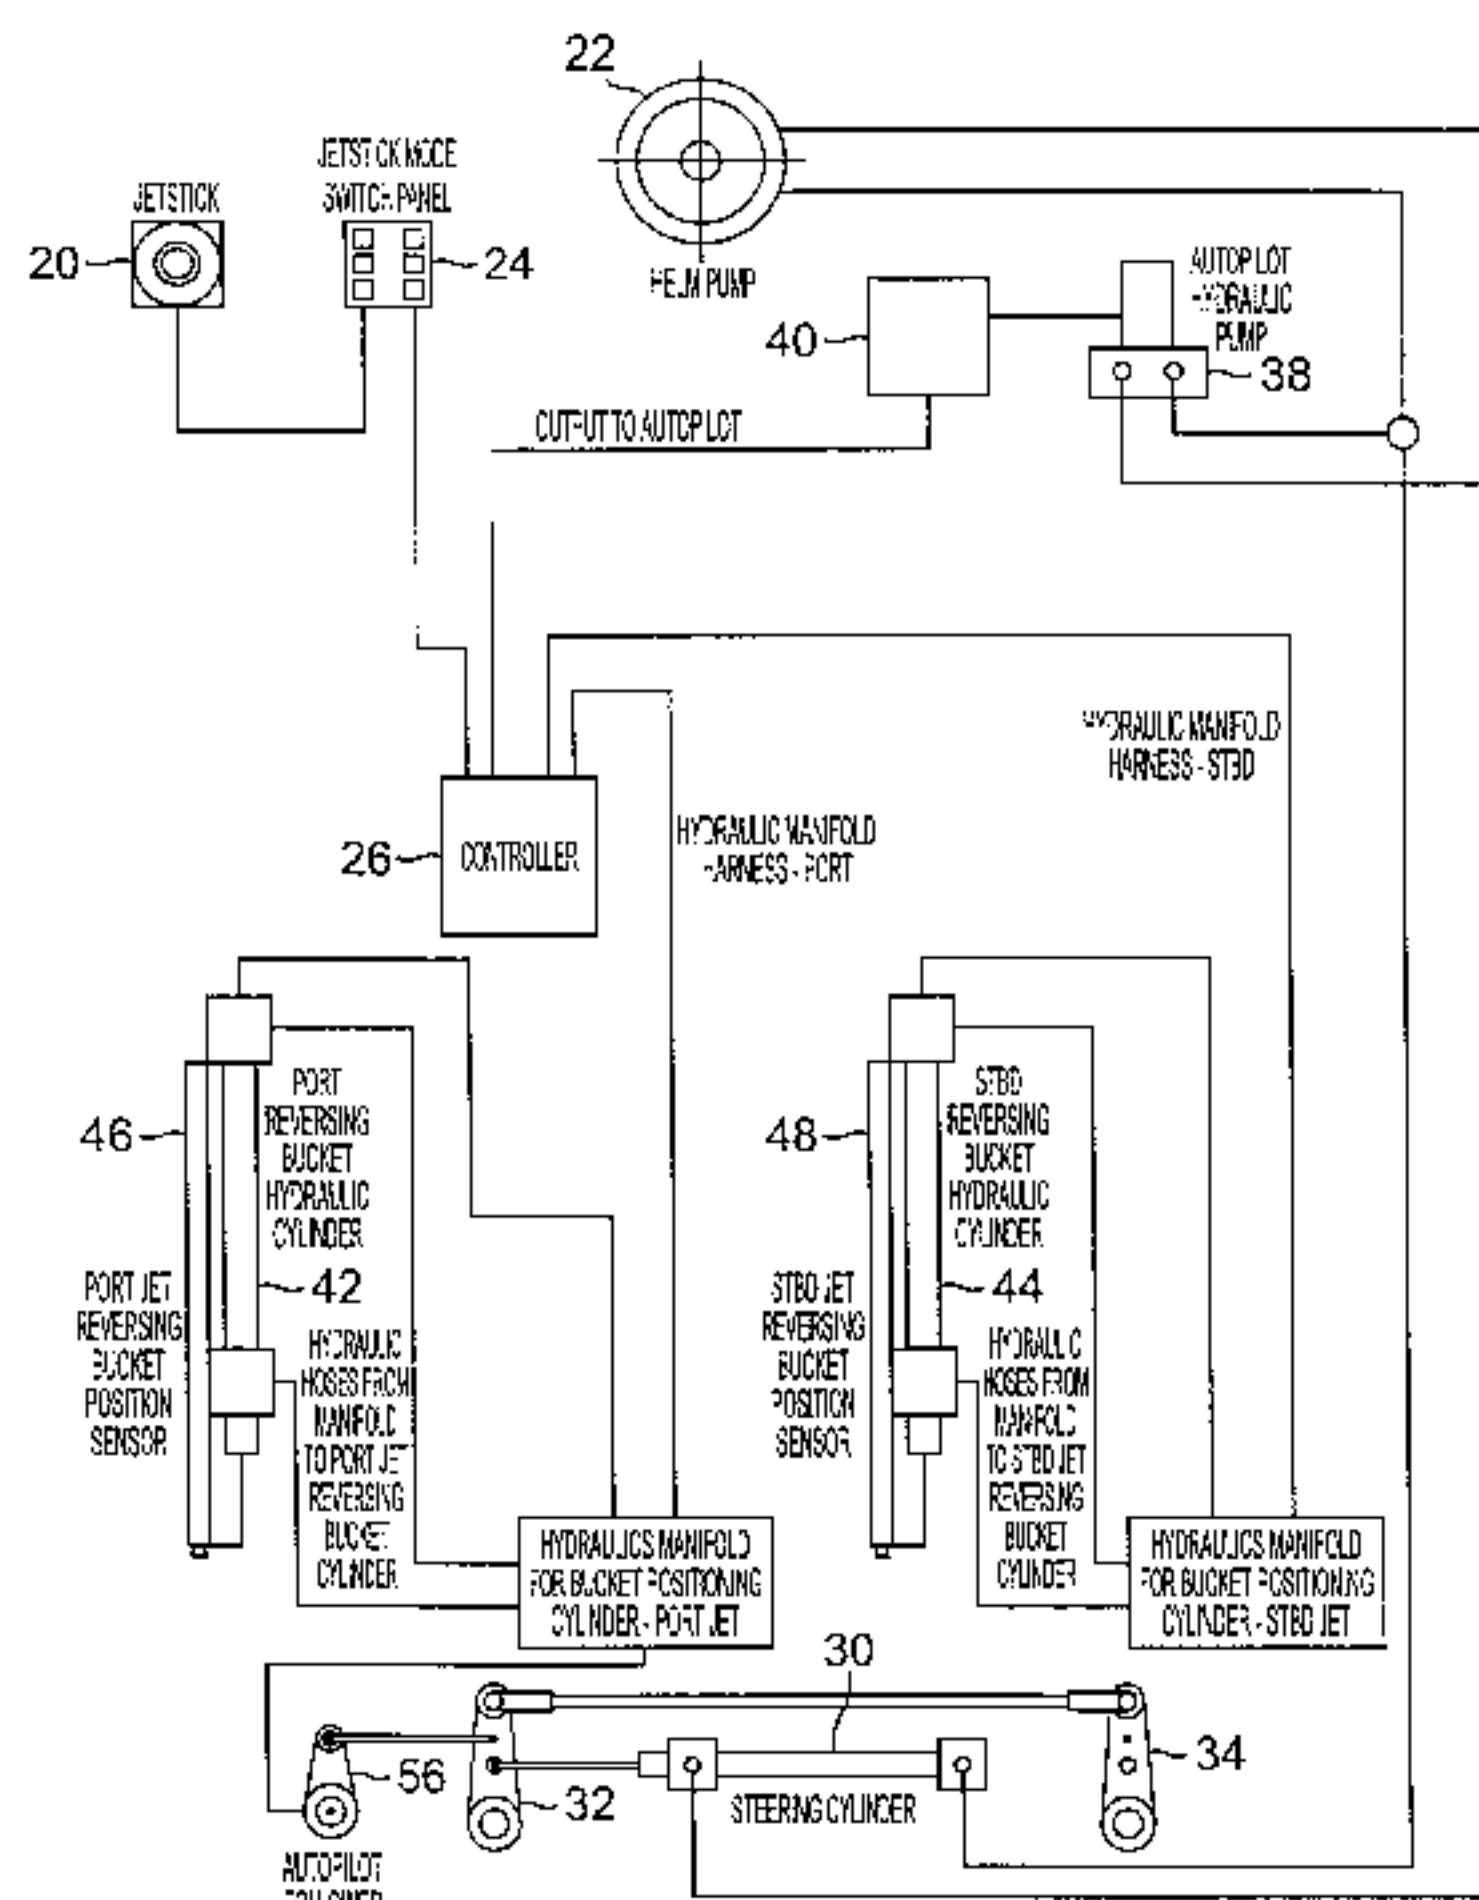 22
JETSTICK MODE
SWITCH PANEL
JETSTICK
20
24
HELM PUMP
AUTOPILOT
HYDRAULIC
PUMP
40
38
OUTPUT TO AUTOPILOT
HYDRAULIC MANIFOLD
HARNESS - STBD
HYDRAULIC MANIFOLD
HARNESS - PORT
26
CONTROLLER
46
PORT
REVERSING
BUCKET
HYDRAULIC
CYLINDER
48
STBD
REVERSING
BUCKET
HYDRAULIC
CYLINDER
42
PORT JET
REVERSING
BUCKET
POSITION
SENSOR
HYDRAULIC
HOSES FROM
MANIFOLD
TO PORT JET
REVERSING
BUCKET
CYLINDER
44
STBD JET
REVERSING
BUCKET
POSITION
SENSOR
HYDRAULIC
HOSES FROM
MANIFOLD
TO STBD JET
REVERSING
BUCKET
CYLINDER
HYDRAULICS MANIFOLD
FOR BUCKET POSITIONING
CYLINDER - PORT JET
HYDRAULICS MANIFOLD
FOR BUCKET POSITIONING
CYLINDER - STBD JET
30
56
32
34
STEERING CYLINDER
AUTOPILOT